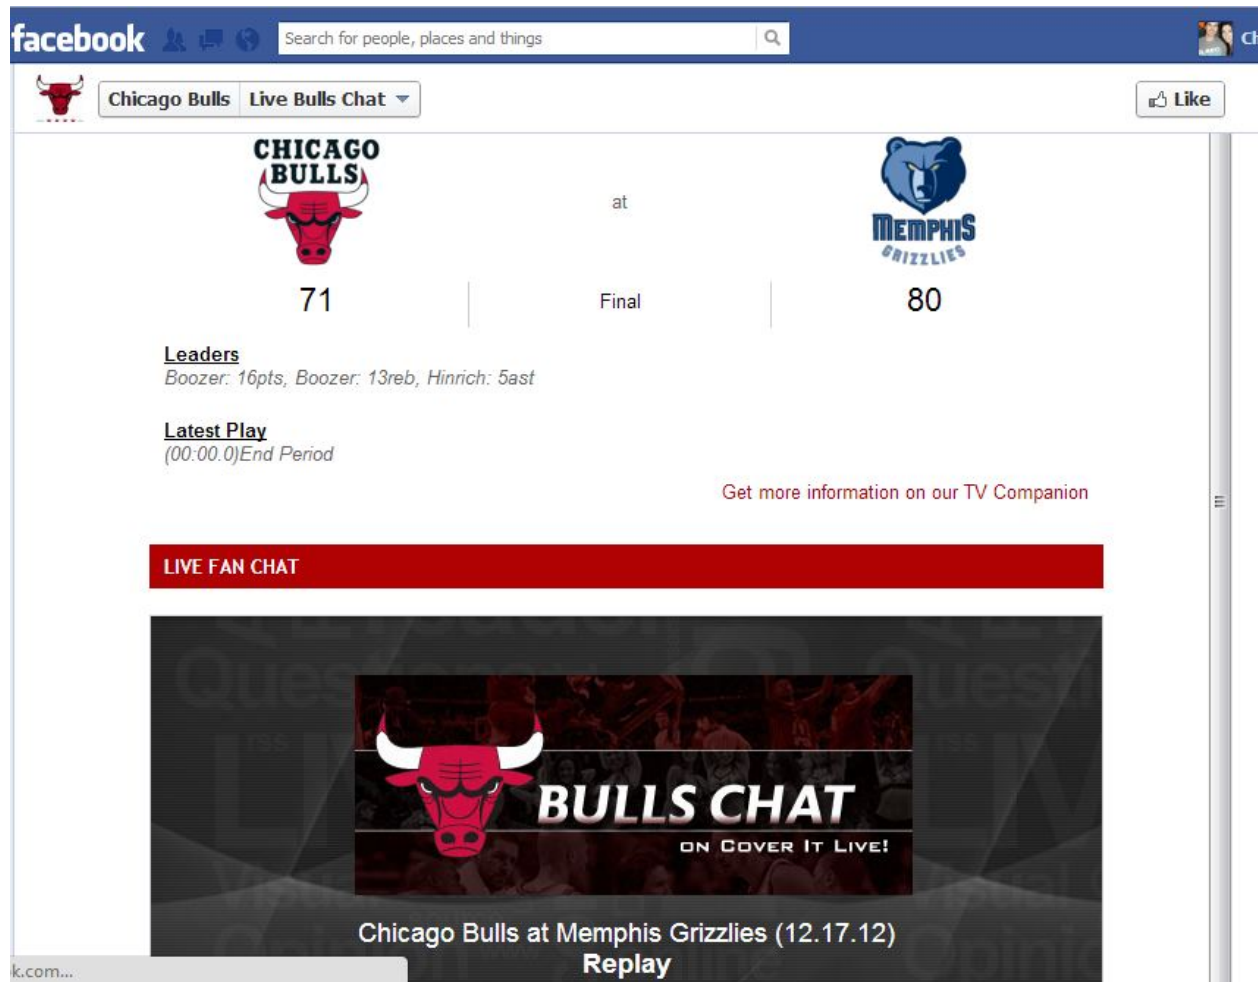 facebook
Search for people, places and things
Ch
Chicago Bulls
Live Bulls Chat
Like
CHICAGO
BULLS
at
MEMPHIS
GRIZZLIES
71
Final
80
Leaders
Boozer: 16pts, Boozer: 13reb, Hinrich: 5ast
Latest Play
(00:00.0)End Period
Get more information on our TV Companion
LIVE FAN CHAT
BULLS CHAT
ON COVER IT LIVE!
Chicago Bulls at Memphis Grizzlies (12.17.12)
Replay
k.com...